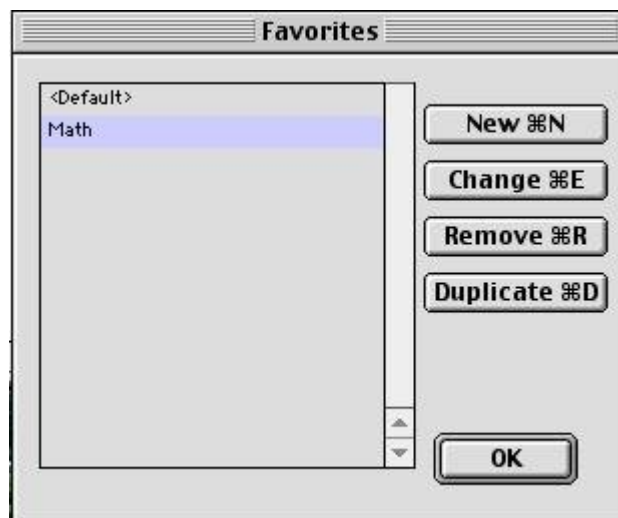 Favorites
<Default>
Math
New ⌘N
Change ⌘E
Remove ⌘R
Duplicate ⌘D
OK